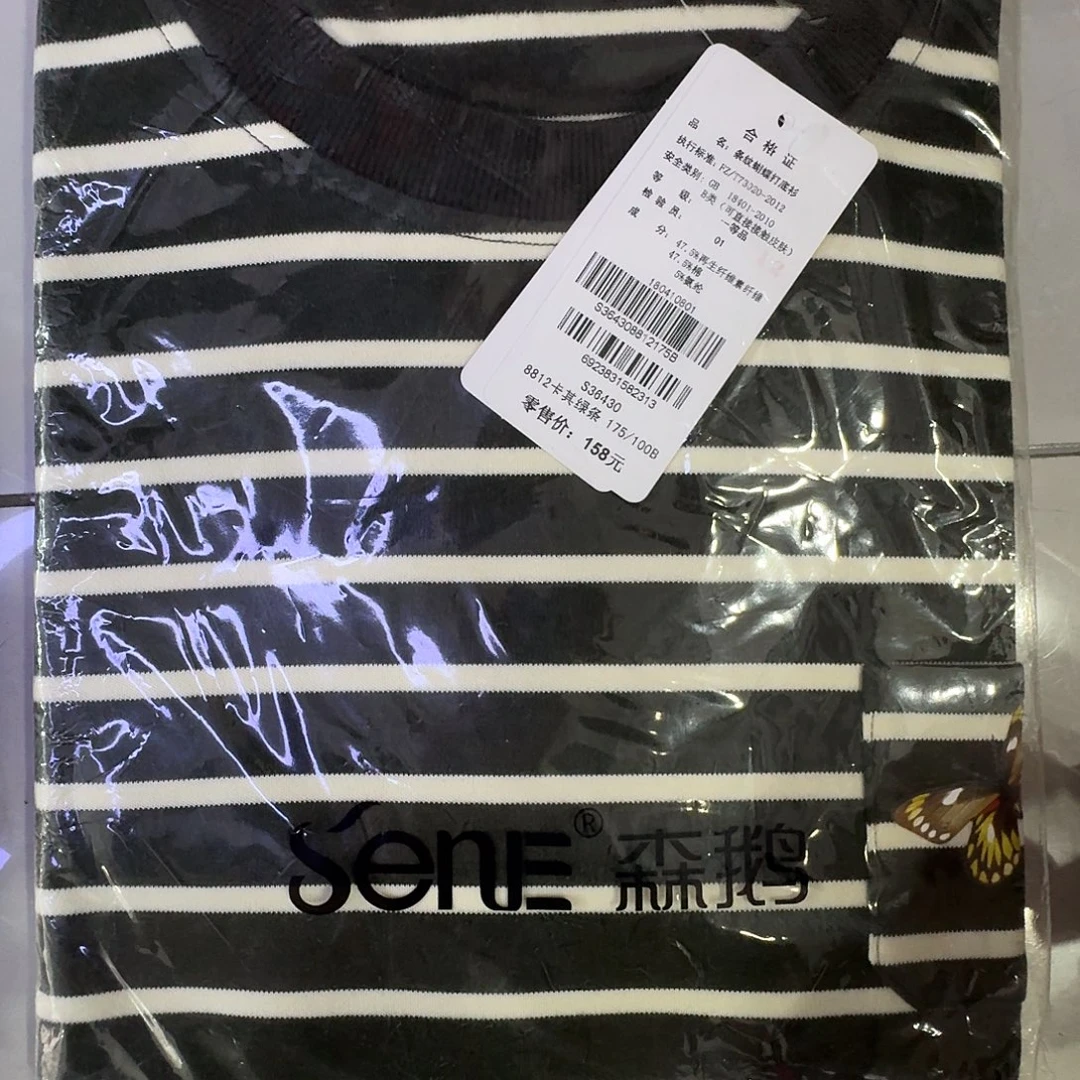 合格证
品 名：条纹蝴蝶打底衫
执行标准：FZ/T73020-2012
安全类别：GB 18401-2010
B类（可直接接触皮肤）
等 级：一等品
检 验 员：01
成 分：47.5%再生纤维素纤维
47.5%棉
5%氨纶
180410801
S364308812175B
6923831582313
S36430
8812卡其绿条 175/100B
零售价：158元
SenE® 森鹅